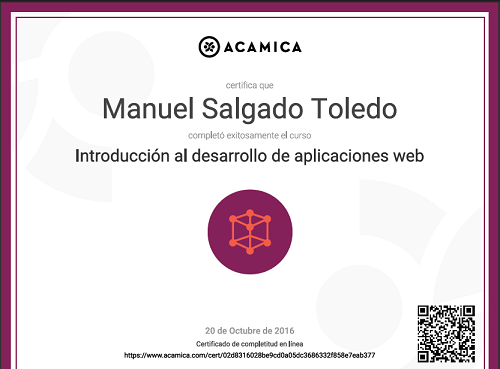 ACAMICA
certifica que
Manuel Salgado Toledo
completó exitosamente el curso
Introducción al desarrollo de aplicaciones web
20 de Octubre de 2016
Certificado de completitud en línea
https://www.acamica.com/cert/02d8316028be9cd0a05dc3686332f858e7eab377